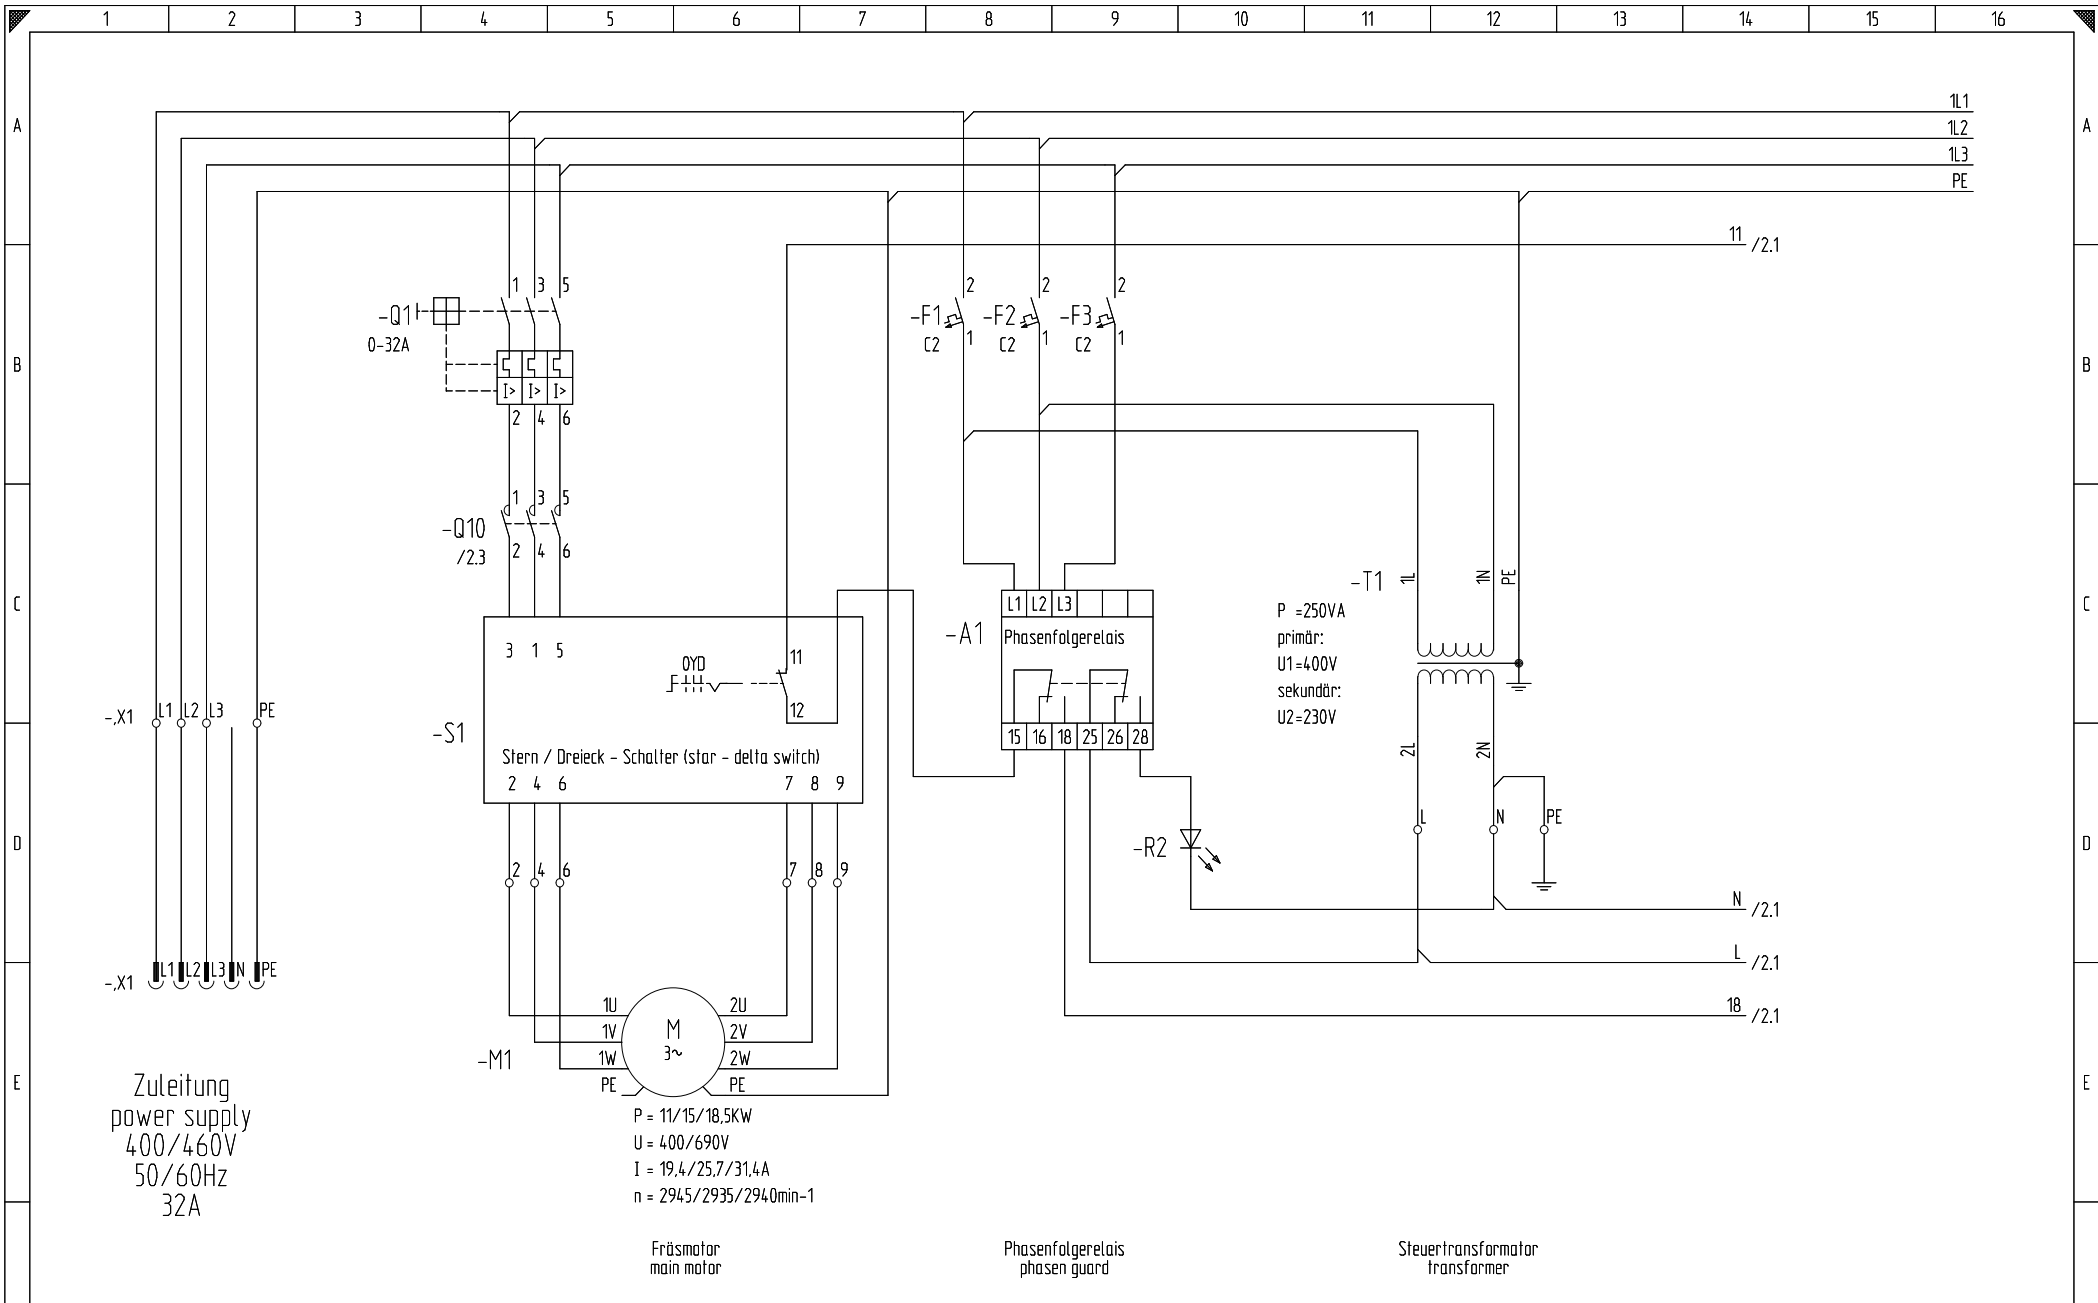 1 2 3 4 5 6 7 8 9 10 11 12 13 14 15 16
A A
1L1
1L2
1L3
PE
11 /2.1
1 3 5
2 2 2
-Q1
0-32A
-F1 -F2 -F3
C2 1 C2 1 C2 1
B B
I> I> I>
2 4 6
1 3 5
-Q10
/2.3
2 4 6
-T1
1L 1N PE
C C
L1 L2 L3
-A1
Phasenfolgerelais
P =250VA
primär:
U1=400V
sekundär:
U2=230V
3 1 5
0YD
11
12
-S1
Stern / Dreieck - Schalter (star - delta switch)
2 4 6 7 8 9
15 16 18 25 26 28
2L 2N
-,X1 L1 L2 L3 PE
L N PE
-R2
D D
2 4 6 7 8 9
N /2.1
L /2.1
18 /2.1
-,X1 L1 L2 L3 N PE
1U 2U
1V 2V
1W 2W
PE PE
M
3~
-M1
E E
P = 11/15/18,5KW
U = 400/690V
I = 19,4/25,7/31,4A
n = 2945/2935/2940min-1
Zuleitung
power supply
400/460V
50/60Hz
32A
Fräsmotor
main motor
Phasenfolgerelais
phasen guard
Steuertransformator
transformer